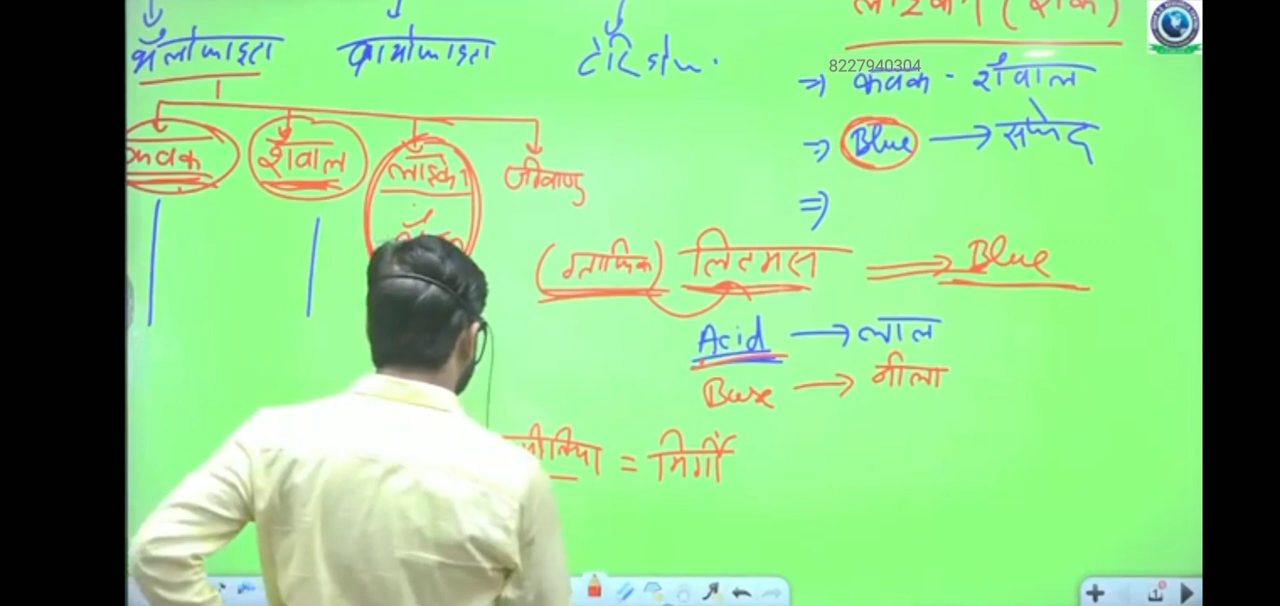 थैलोफाइटा ब्रायोफाइटा टेरिडोफ.
कवक शैवाल लाइकेन जीवाणु
8227940304
⇒ कवक - शैवाल
⇒ Blue → सफेद
⇒
लिटमस ⇒ Blue
Acid → लाल
Base → नीला
= मिर्गी